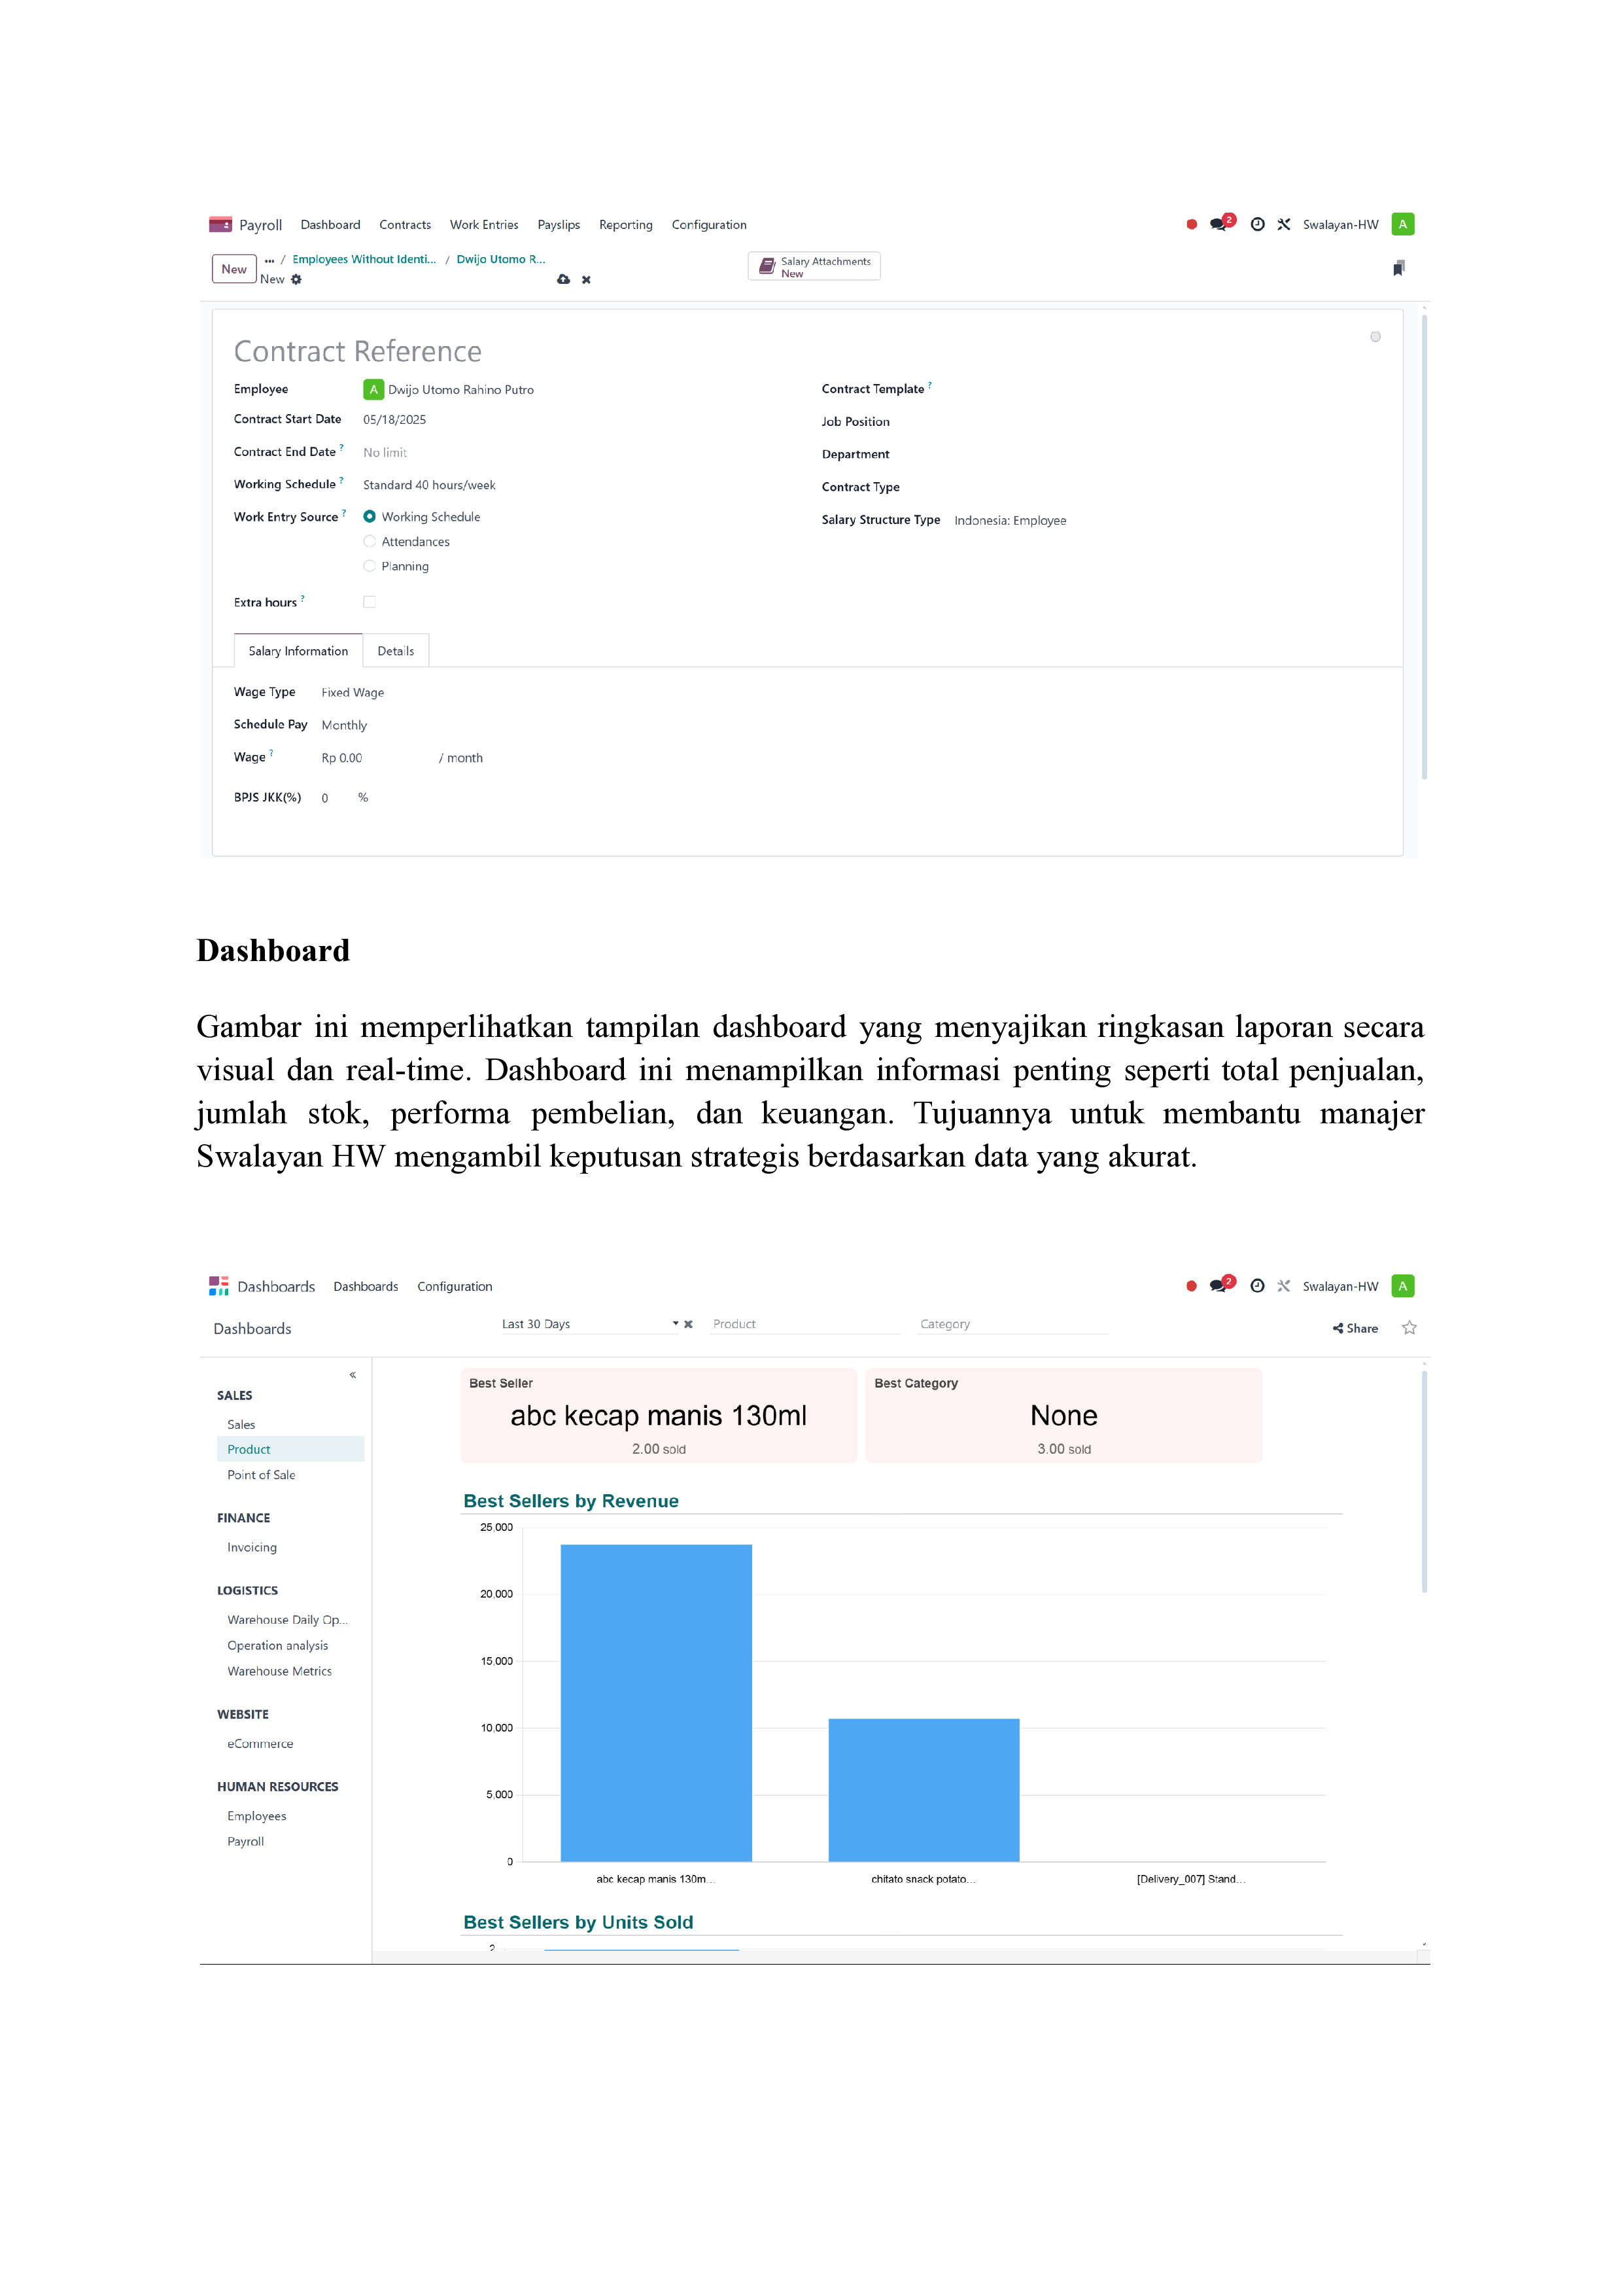 Payroll Dashboard Contracts Work Entries Payslips Reporting Configuration 2 Swalayan-HW A
New ... / Employees Without Identi... / Dwijo Utomo R... Salary Attachments
New New
Contract Reference
Employee A Dwijo Utomo Rahino Putro Contract Template ?
Contract Start Date 05/18/2025 Job Position
Contract End Date ? No limit Department
Working Schedule ? Standard 40 hours/week Contract Type
Work Entry Source ? Working Schedule Salary Structure Type Indonesia: Employee
Attendances
Planning
Extra hours ?
Salary Information Details
Wage Type Fixed Wage
Schedule Pay Monthly
Wage ? Rp 0.00 / month
BPJS JKK(%) 0 %
Dashboard
Gambar ini memperlihatkan tampilan dashboard yang menyajikan ringkasan laporan secara
visual dan real-time. Dashboard ini menampilkan informasi penting seperti total penjualan,
jumlah stok, performa pembelian, dan keuangan. Tujuannya untuk membantu manajer
Swalayan HW mengambil keputusan strategis berdasarkan data yang akurat.
Dashboards Dashboards Configuration 2 Swalayan-HW A
Dashboards Last 30 Days Product Category Share
«
SALES
Sales
Product
Point of Sale
FINANCE
Invoicing
LOGISTICS
Warehouse Daily Op...
Operation analysis
Warehouse Metrics
WEBSITE
eCommerce
HUMAN RESOURCES
Employees
Payroll
Best Seller
abc kecap manis 130ml
2.00 sold
Best Category
None
3.00 sold
Best Sellers by Revenue
25,000
20,000
15,000
10,000
5,000
0
abc kecap manis 130m... chitato snack potato... [Delivery_007] Stand...
Best Sellers by Units Sold
2